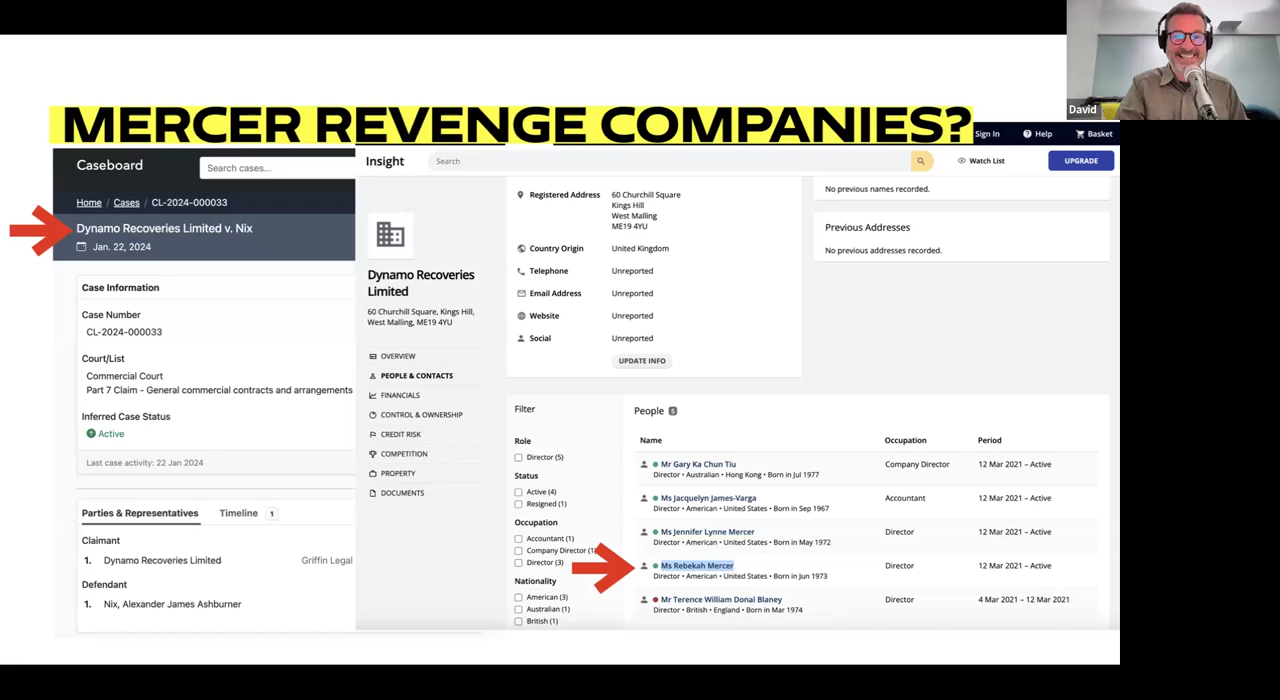 David
MERCER REVENGE COMPANIES?
Sign In Help Basket
Caseboard
Search cases...
Home / Cases / CL-2024-000033
Dynamo Recoveries Limited v. Nix
Jan. 22, 2024
Case Information
Case Number
CL-2024-000033
Court/List
Commercial Court
Part 7 Claim - General commercial contracts and arrangements
Inferred Case Status
Active
Last case activity: 22 Jan 2024
Parties & Representatives Timeline 1
Claimant
1. Dynamo Recoveries Limited Griffin Legal
Defendant
1. Nix, Alexander James Ashburner
Insight
Search
Watch List
UPGRADE
Dynamo Recoveries
Limited
60 Churchill Square, Kings Hill,
West Malling, ME19 4YU
OVERVIEW
PEOPLE & CONTACTS
FINANCIALS
CONTROL & OWNERSHIP
CREDIT RISK
COMPETITION
PROPERTY
DOCUMENTS
Registered Address 60 Churchill Square
Kings Hill
West Malling
ME19 4YU
Country Origin United Kingdom
Telephone Unreported
Email Address Unreported
Website Unreported
Social Unreported
UPDATE INFO
No previous names recorded.
Previous Addresses
No previous addresses recorded.
Filter
Role
Director (5)
Status
Active (4)
Resigned (1)
Occupation
Accountant (1)
Company Director (1)
Director (3)
Nationality
American (3)
Australian (1)
British (1)
People 5
Name Occupation Period
Mr Gary Ka Chun Tiu Company Director 12 Mar 2021 – Active
Director • Australian • Hong Kong • Born in Jul 1977
Ms Jacquelyn James-Varga Accountant 12 Mar 2021 – Active
Director • American • United States • Born in Sep 1967
Ms Jennifer Lynne Mercer Director 12 Mar 2021 – Active
Director • American • United States • Born in May 1972
Ms Rebekah Mercer Director 12 Mar 2021 – Active
Director • American • United States • Born in Jun 1973
Mr Terence William Donal Blaney Director 4 Mar 2021 – 12 Mar 2021
Director • British • England • Born in Mar 1974